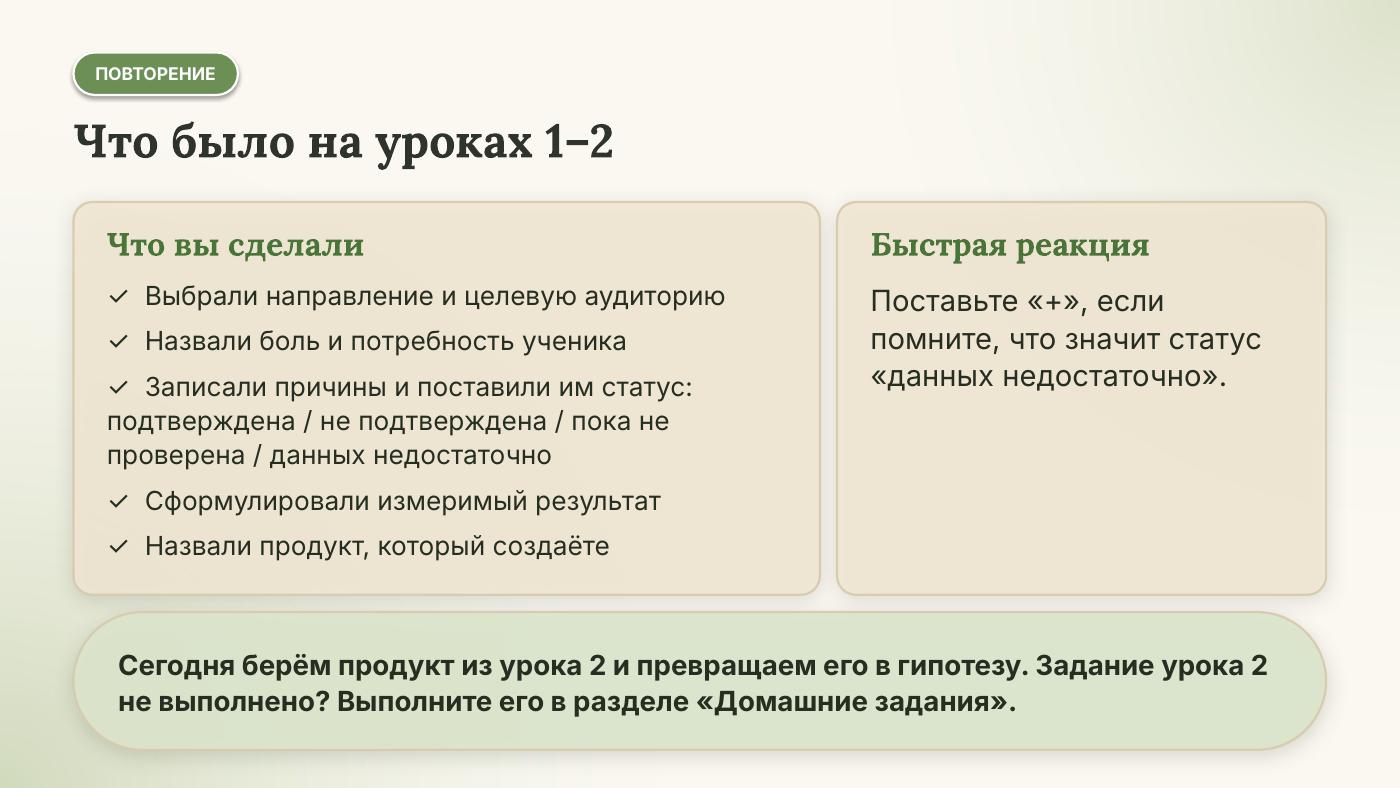 ПОВТОРЕНИЕ
Что было на уроках 1–2
Что вы сделали
✓ Выбрали направление и целевую аудиторию
✓ Назвали боль и потребность ученика
✓ Записали причины и поставили им статус:
подтверждена / не подтверждена / пока не
проверена / данных недостаточно
✓ Сформулировали измеримый результат
✓ Назвали продукт, который создаёте
Быстрая реакция
Поставьте «+», если
помните, что значит статус
«данных недостаточно».
Сегодня берём продукт из урока 2 и превращаем его в гипотезу. Задание урока 2
не выполнено? Выполните его в разделе «Домашние задания».